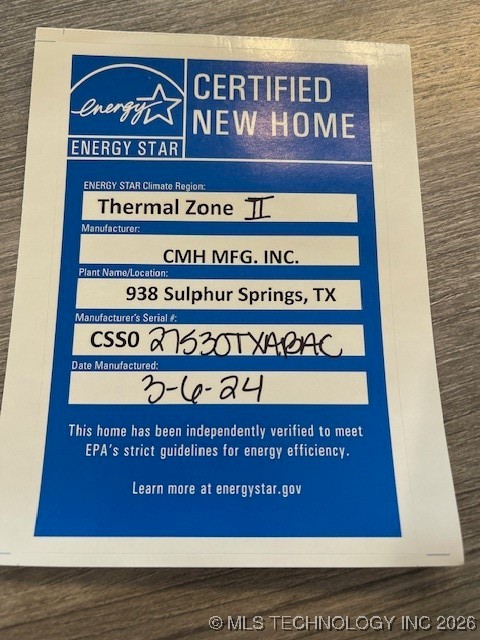 energy
ENERGY STAR
CERTIFIED
NEW HOME
ENERGY STAR Climate Region:
Thermal Zone II
Manufacturer:
CMH MFG. INC.
Plant Name/Location:
938 Sulphur Springs, TX
Manufacturer's Serial #:
CSS0 27530TXABAC
Date Manufactured:
3-6-24
This home has been independently verified to meet
EPA's strict guidelines for energy efficiency.
Learn more at energystar.gov
© MLS TECHNOLOGY INC 2026